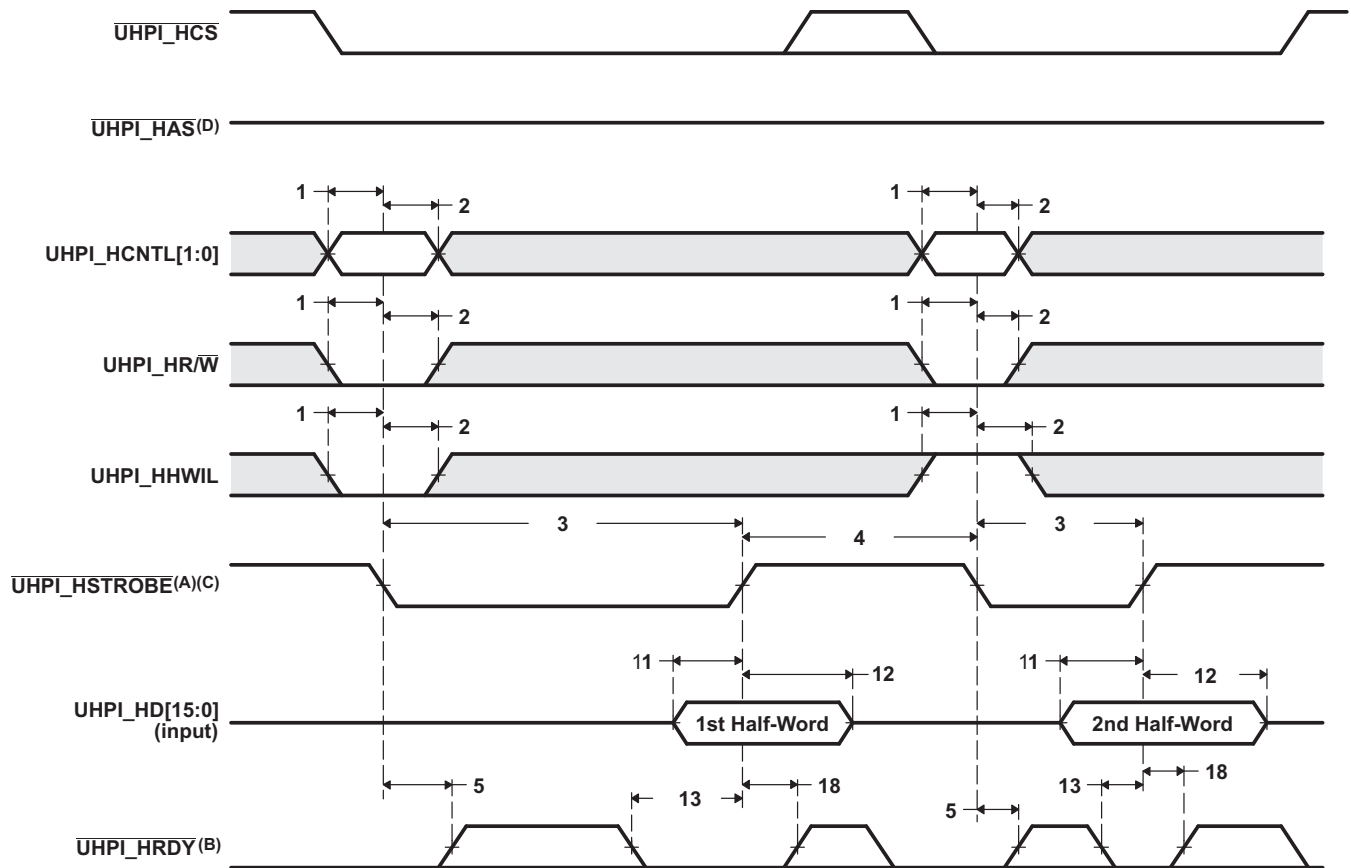 UHPI_HCS
UHPI_HAS(D)
1
2
1
2
UHPI_HCNTL[1:0]
1
2
1
2
UHPI_HR/W
1
2
1
2
UHPI_HHWIL
3
4
3
UHPI_HSTROBE(A)(C)
11
12
11
12
UHPI_HD[15:0]
(input)
1st Half-Word
2nd Half-Word
5
13
18
5
13
18
UHPI_HRDY(B)